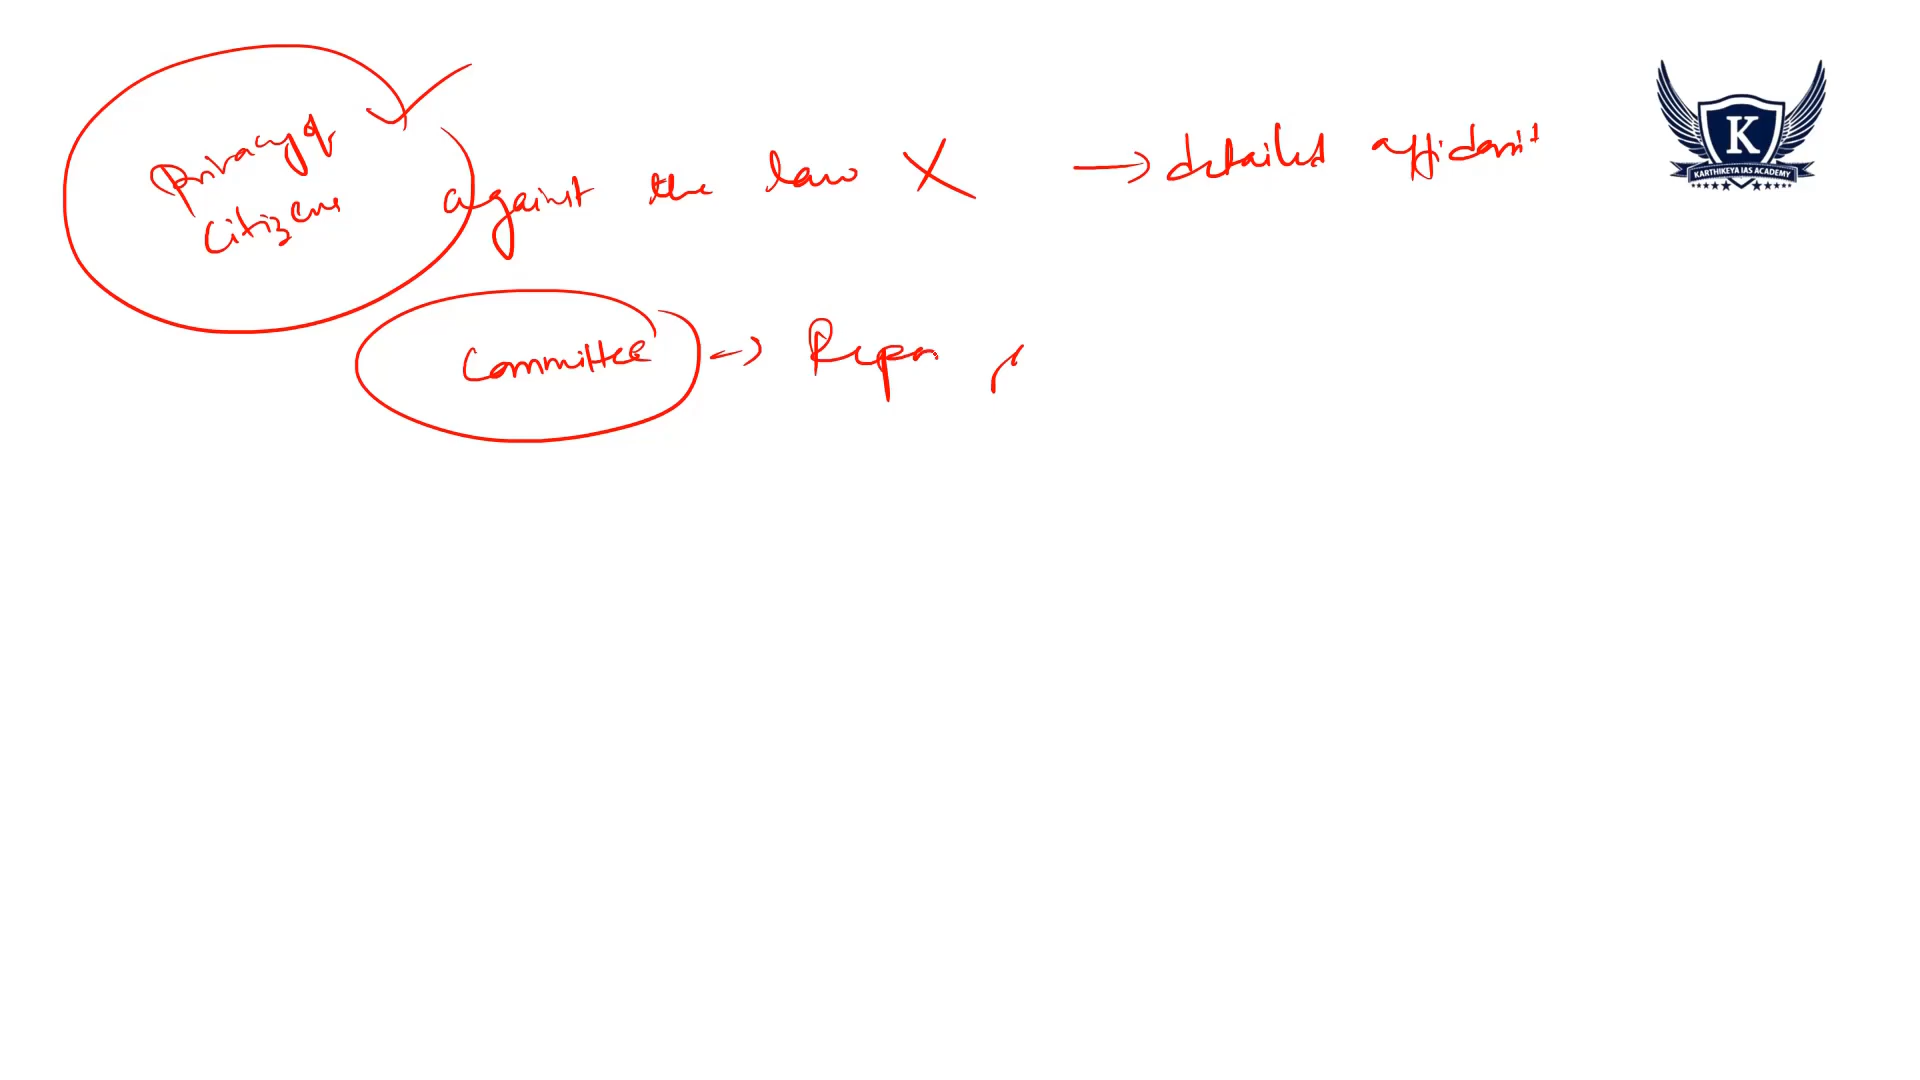 Privacy of
citizens
against the law X → detailed affidavit
Committee → Repor
K
KARTHIKEYA IAS ACADEMY